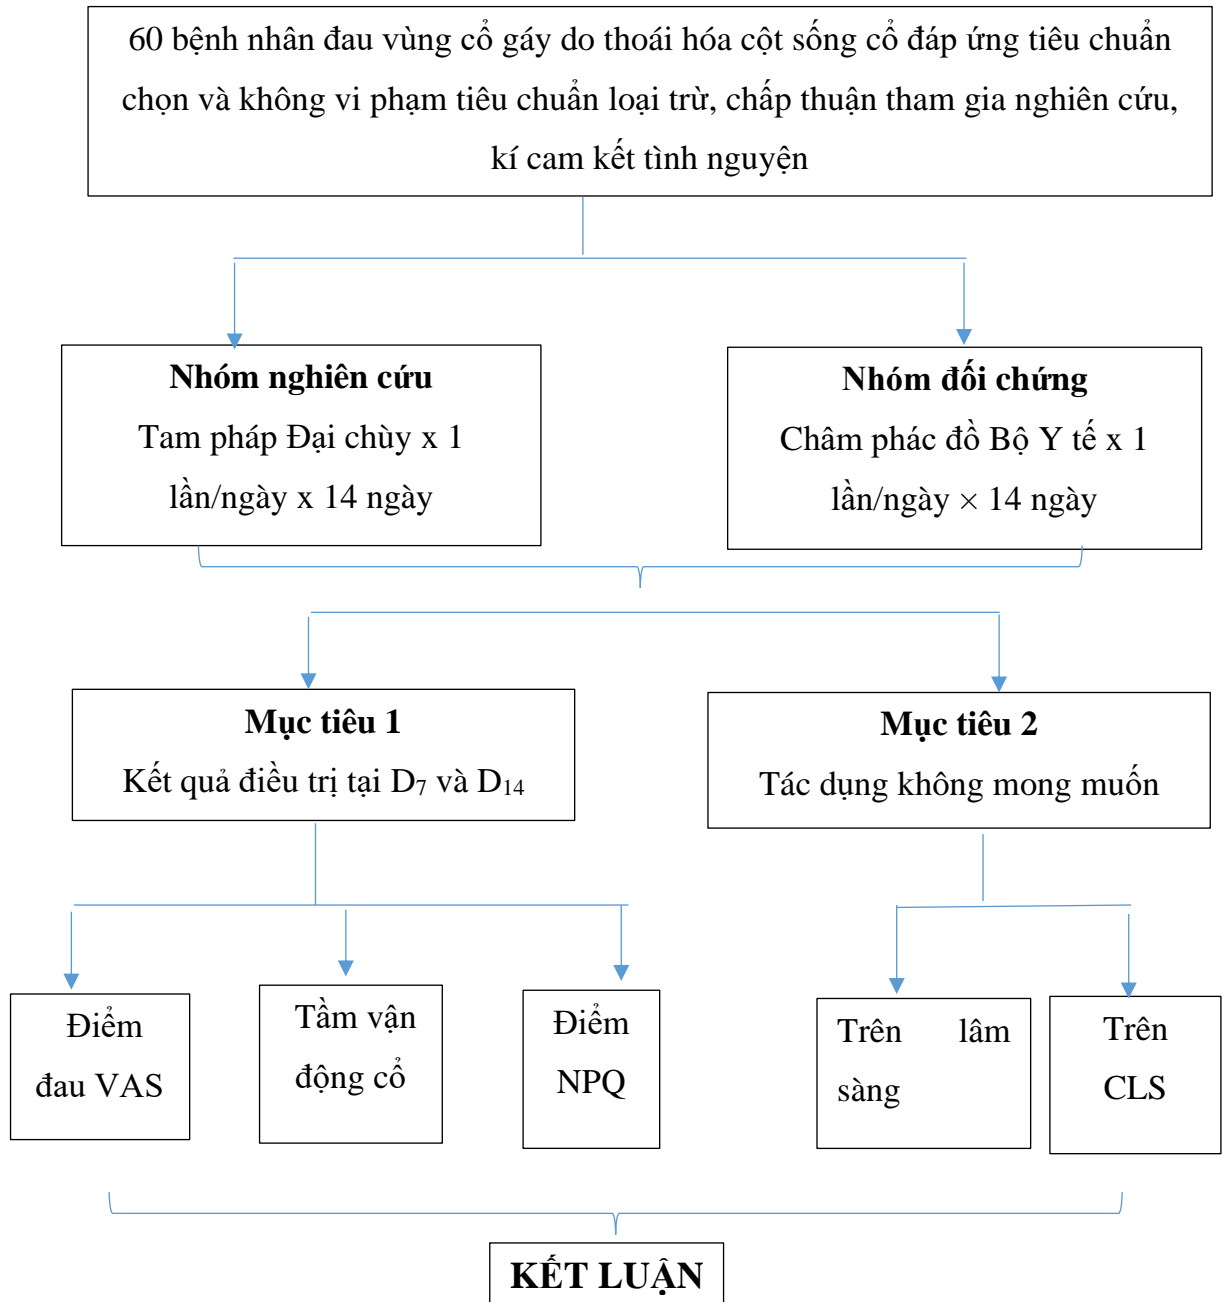 60 bệnh nhân đau vùng cổ gáy do thoái hóa cột sống cổ đáp ứng tiêu chuẩn
chọn và không vi phạm tiêu chuẩn loại trừ, chấp thuận tham gia nghiên cứu,
kí cam kết tình nguyện
Nhóm nghiên cứu
Tam pháp Đại chùy x 1
lần/ngày x 14 ngày
Nhóm đối chứng
Châm phác đồ Bộ Y tế x 1
lần/ngày × 14 ngày
Mục tiêu 1
Kết quả điều trị tại D₇ và D₁₄
Mục tiêu 2
Tác dụng không mong muốn
Điểm
đau VAS
Tầm vận
động cổ
Điểm
NPQ
Trên lâm
sàng
Trên
CLS
KẾT LUẬN